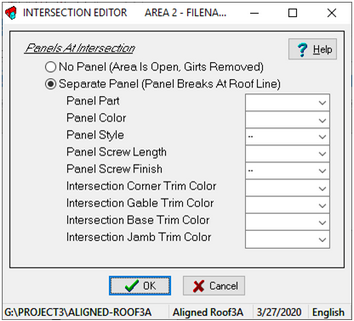 INTERSECTION EDITOR AREA 2 - FILENA...
Panels At Intersection
? Help
No Panel (Area Is Open, Girts Removed)
Separate Panel (Panel Breaks At Roof Line)
Panel Part
Panel Color
Panel Style --
Panel Screw Length
Panel Screw Finish --
Intersection Corner Trim Color
Intersection Gable Trim Color
Intersection Base Trim Color
Intersection Jamb Trim Color
OK Cancel
G:\PROJECT3\ALIGNED-ROOF3A Aligned Roof3A 3/27/2020 English